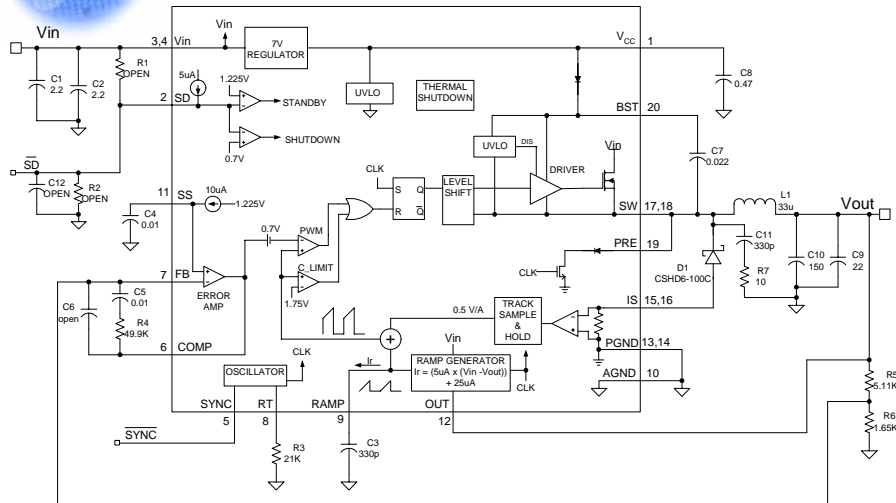 Vin
3,4 Vin
Vin
7V
REGULATOR
V_CC 1
C1
2.2
C2
2.2
R1
OPEN
5uA
1.225V
2 SD
STANDBY
SHUTDOWN
0.7V
UVLO
THERMAL
SHUTDOWN
C8
0.47
BST 20
UVLO
DIS
DRIVER
Vin
C7
0.022
SD
C12
OPEN
R2
OPEN
11 SS
10uA
1.225V
C4
0.01
CLK
S Q
R Q
LEVEL
SHIFT
SW 17,18
L1
33u
Vout
0.7V
PWM
C_LIMIT
1.75V
PRE 19
CLK
C11
330p
R7
10
C10
150
C9
22
D1
CSHD6-100C
7 FB
ERROR
AMP
C6
open
C5
0.01
R4
49.9K
6 COMP
IS 15,16
0.5 V/A
TRACK
SAMPLE
&
HOLD
PGND 13,14
AGND 10
CLK
OSCILLATOR
CLK
Ir
Vin
RAMP GENERATOR
Ir = (5uA x (Vin -Vout))
+ 25uA
R5
5.11K
R6
1.65K
SYNC RT RAMP OUT
5 8 9 12
SYNC
R3
21K
C3
330p